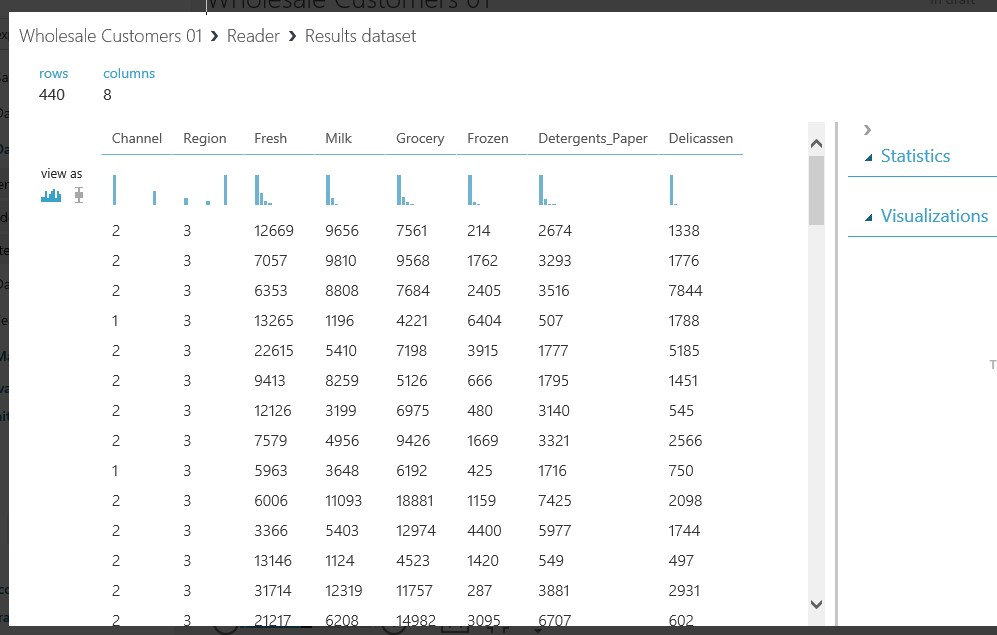 Wholesale Customers 01
in draft
Wholesale Customers 01 > Reader > Results dataset
rows columns
440 8
Channel Region Fresh Milk Grocery Frozen Detergents_Paper Delicassen
view as
2 3 12669 9656 7561 214 2674 1338
2 3 7057 9810 9568 1762 3293 1776
2 3 6353 8808 7684 2405 3516 7844
1 3 13265 1196 4221 6404 507 1788
2 3 22615 5410 7198 3915 1777 5185
2 3 9413 8259 5126 666 1795 1451
2 3 12126 3199 6975 480 3140 545
2 3 7579 4956 9426 1669 3321 2566
1 3 5963 3648 6192 425 1716 750
2 3 6006 11093 18881 1159 7425 2098
2 3 3366 5403 12974 4400 5977 1744
2 3 13146 1124 4523 1420 549 497
2 3 31714 12319 11757 287 3881 2931
2 3 21217 6208 14982 3095 6707 602
Statistics
Visualizations